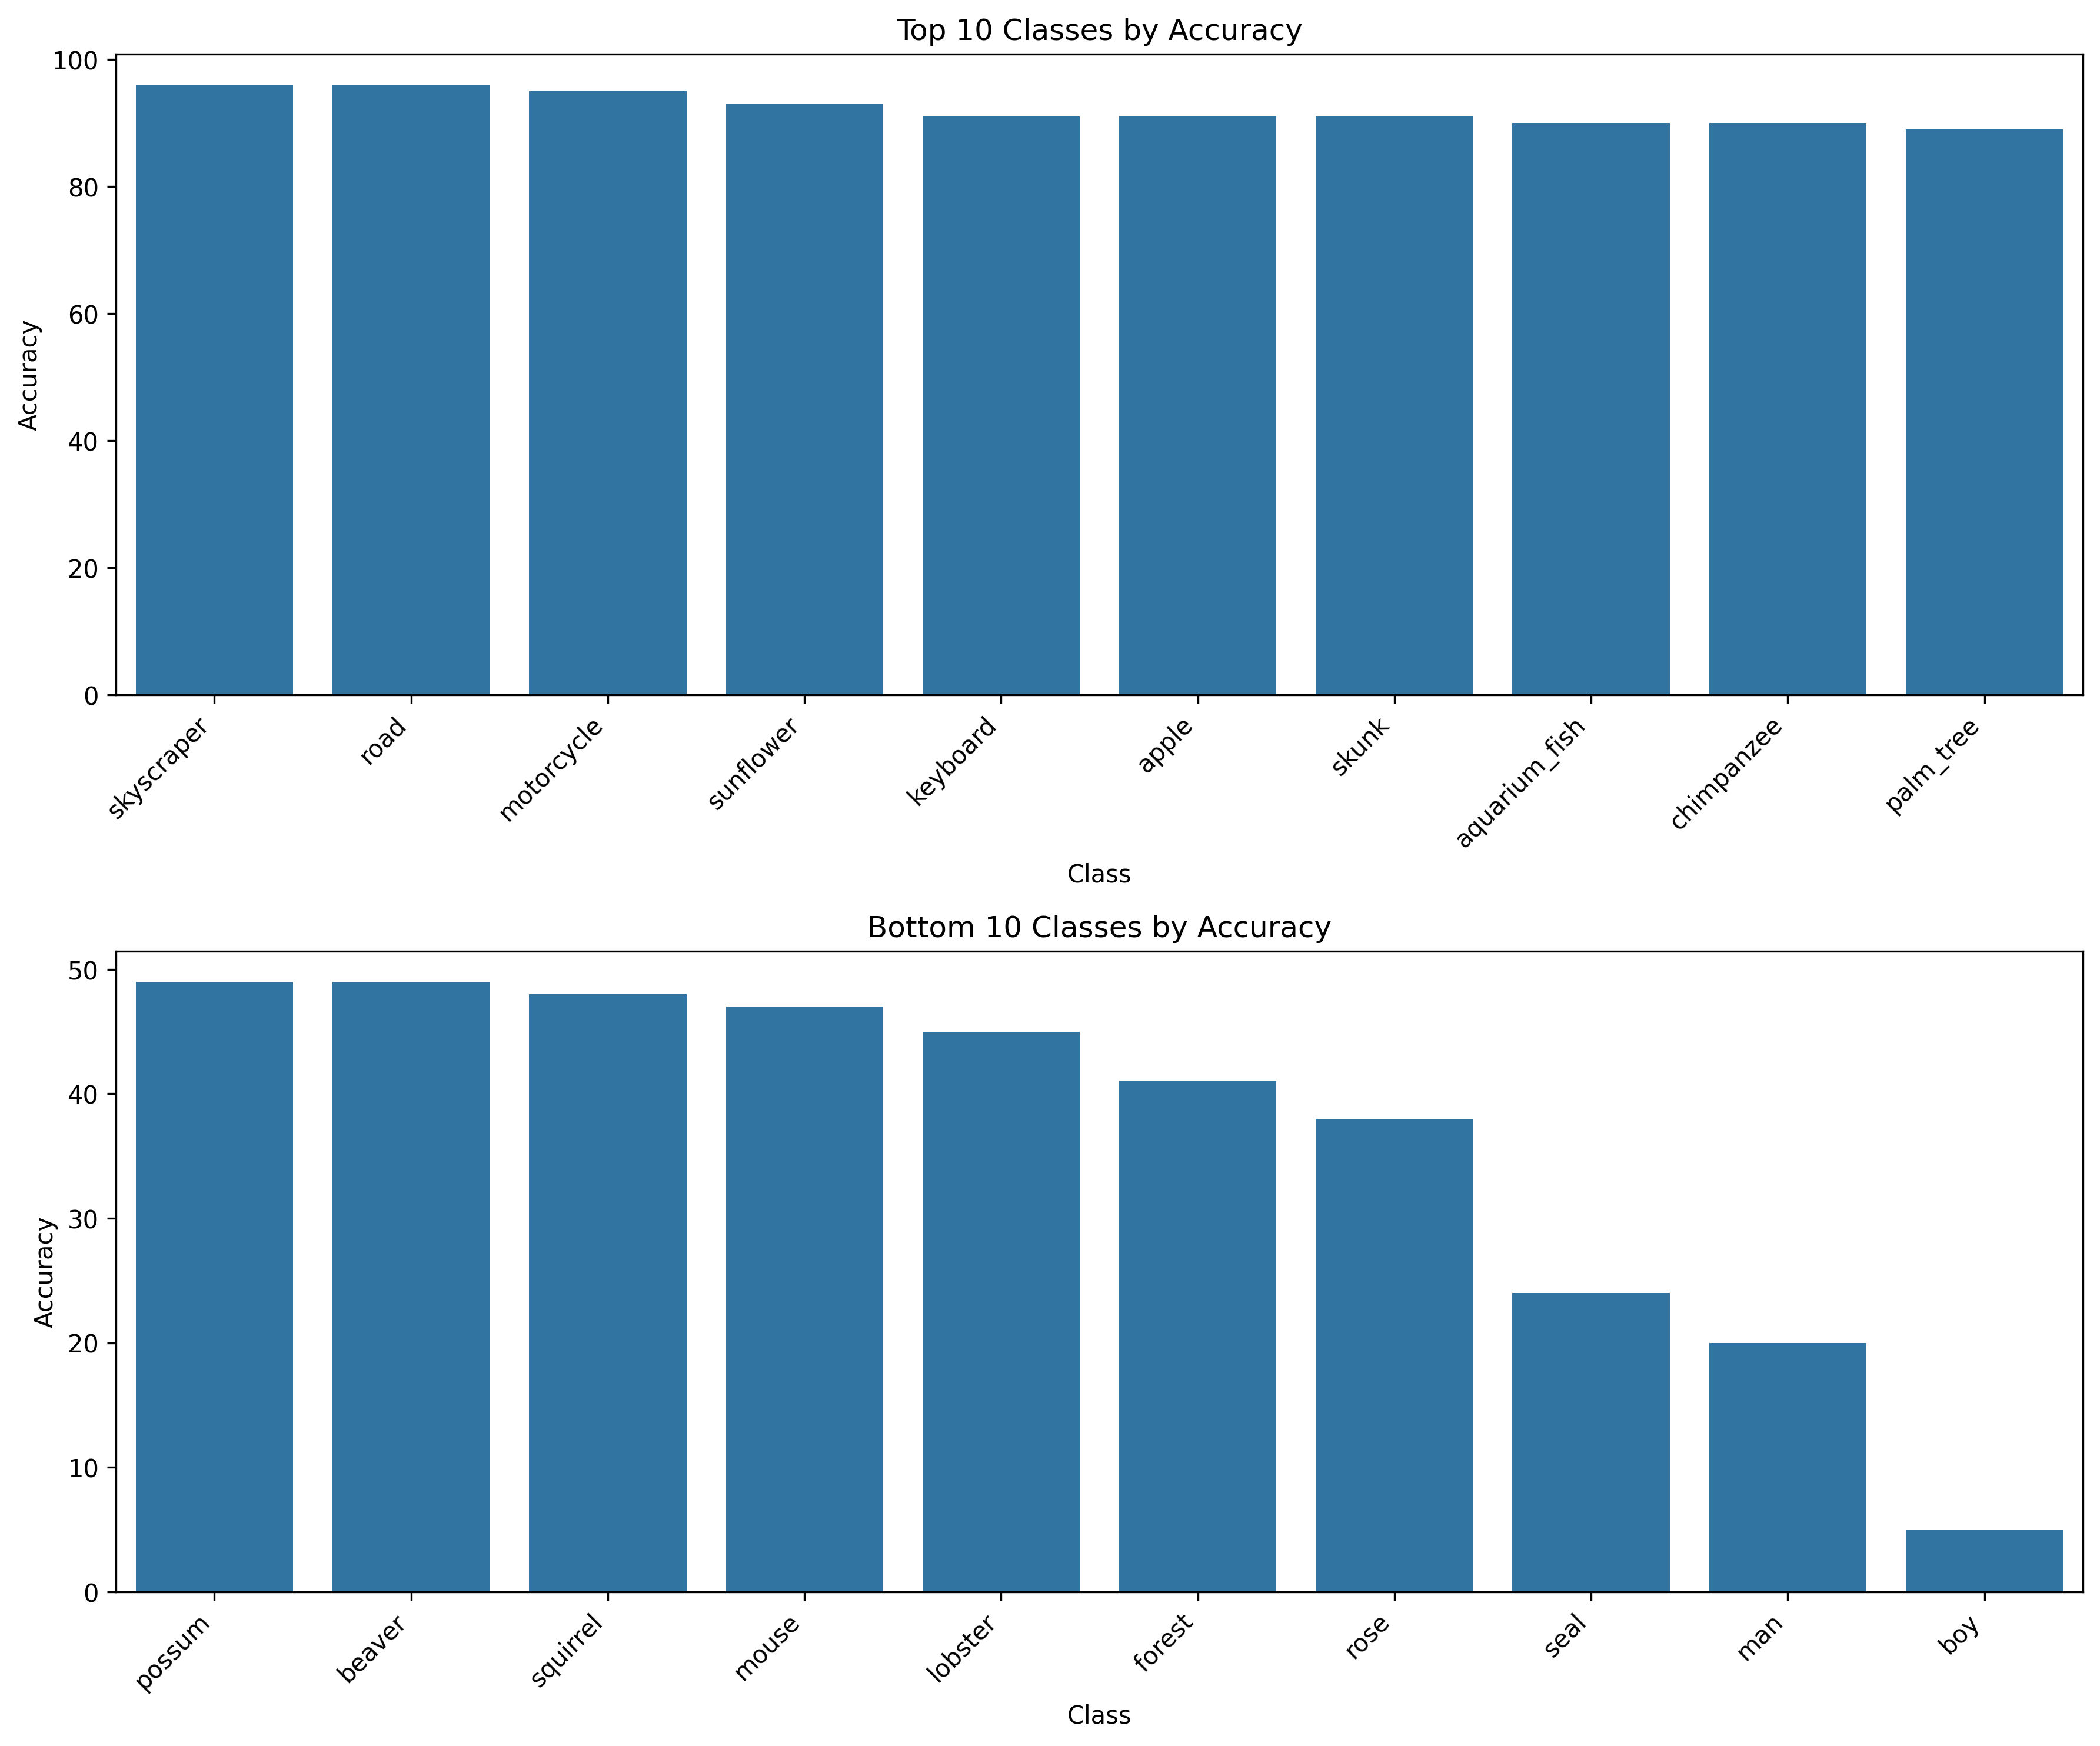 Top 10 Classes by Accuracy
100
80
60
40
20
0
Accuracy
skyscraper
road
motorcycle
sunflower
keyboard
apple
skunk
aquarium_fish
chimpanzee
palm_tree
Class
Bottom 10 Classes by Accuracy
50
40
30
20
10
0
Accuracy
possum
beaver
squirrel
mouse
lobster
forest
rose
seal
man
boy
Class